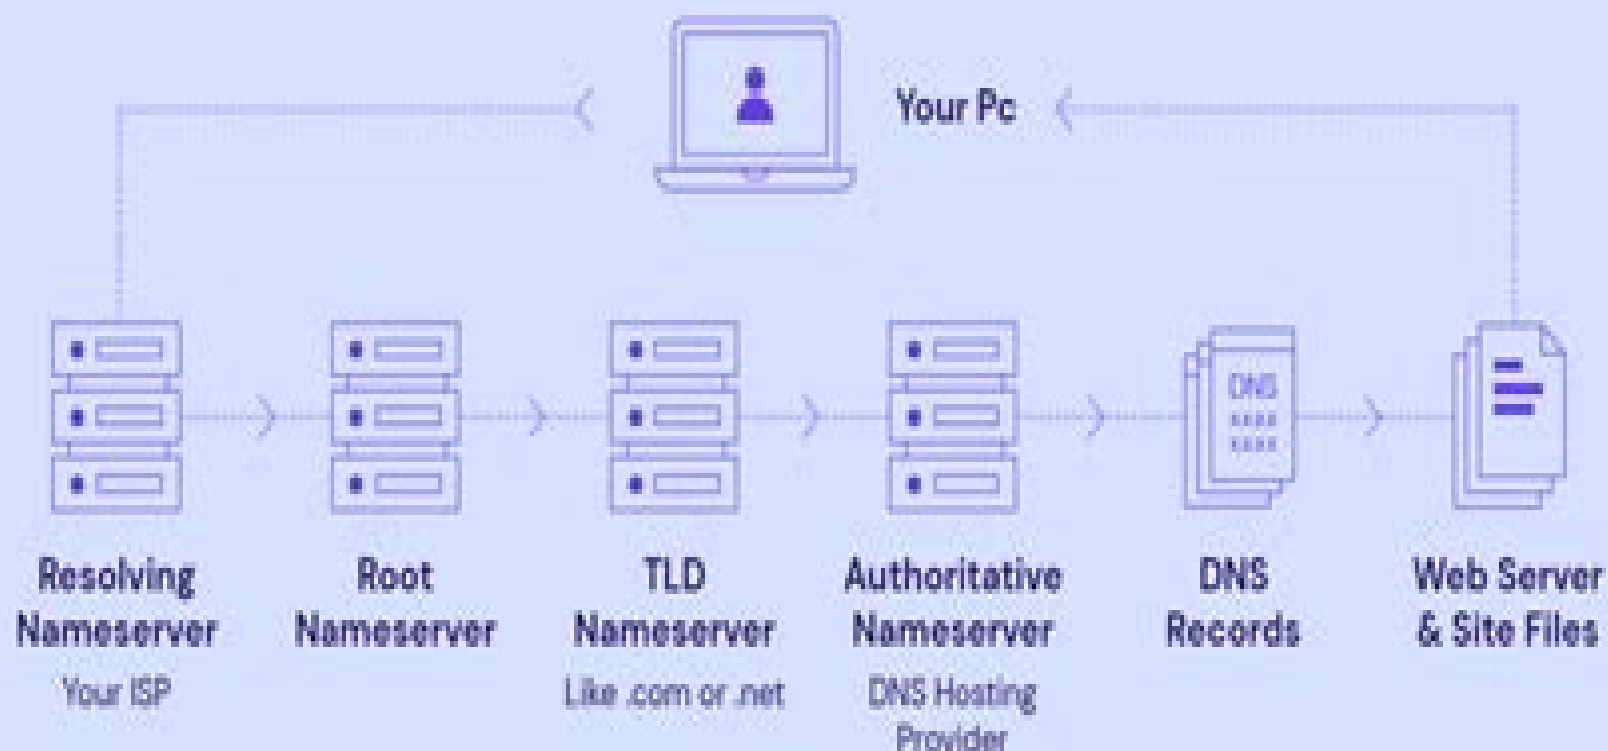 Your Pc
DNS
Resolving
Nameserver
Your ISP
Root
Nameserver
TLD
Nameserver
Like .com or .net
Authoritative
Nameserver
DNS Hosting
Provider
DNS
Records
Web Server
& Site Files